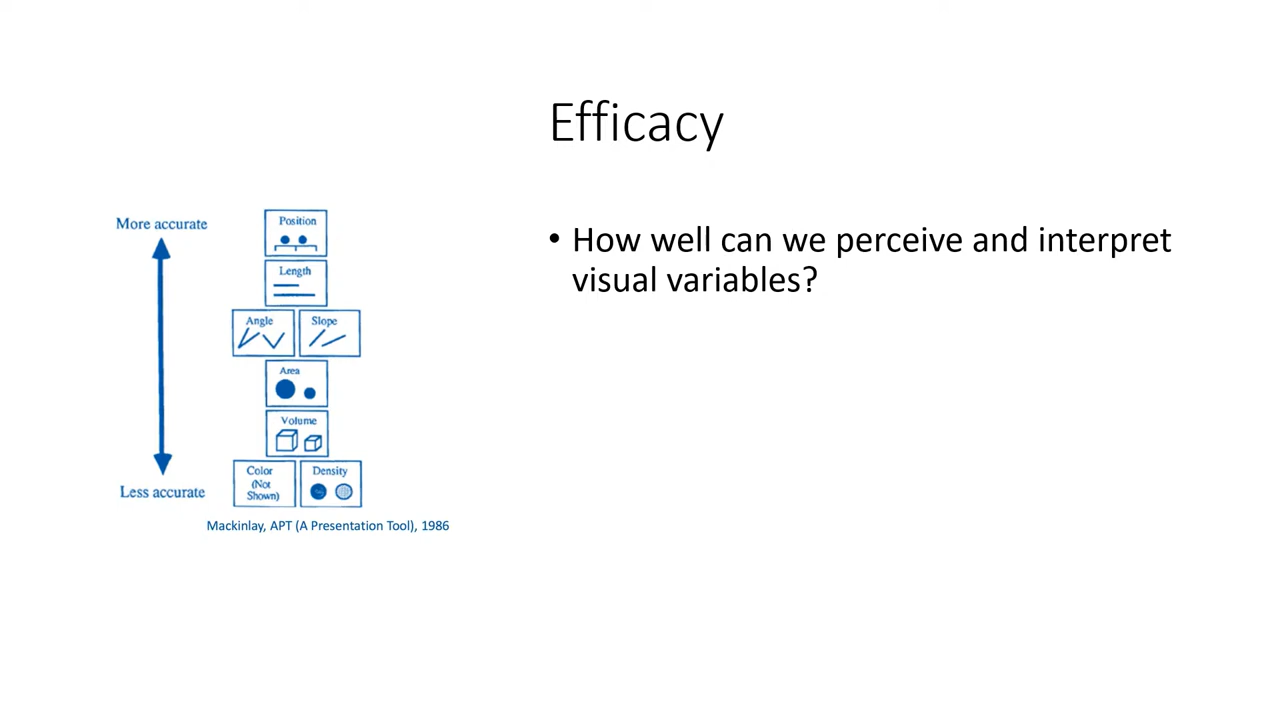 Efficacy
More accurate
Position
Length
Angle
Slope
Area
Volume
Color
(Not
Shown)
Density
Less accurate
Mackinlay, APT (A Presentation Tool), 1986
• How well can we perceive and interpret
visual variables?